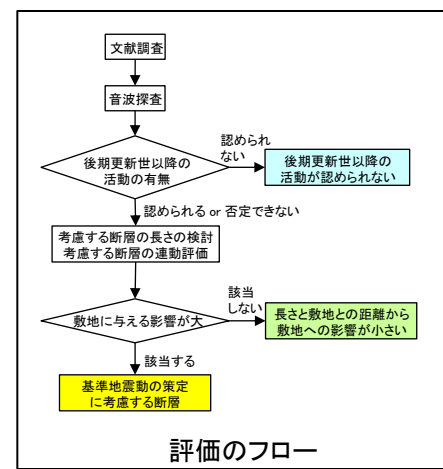 文献調査
音波探査
後期更新世以降の
活動の有無
認められ
ない
後期更新世以降の
活動が認められない
認められる or 否定できない
考慮する断層の長さの検討
考慮する断層の連動評価
敷地に与える影響が大
該当
しない
長さと敷地との距離から
敷地への影響が小さい
該当する
基準地震動の策定
に考慮する断層
評価のフロー